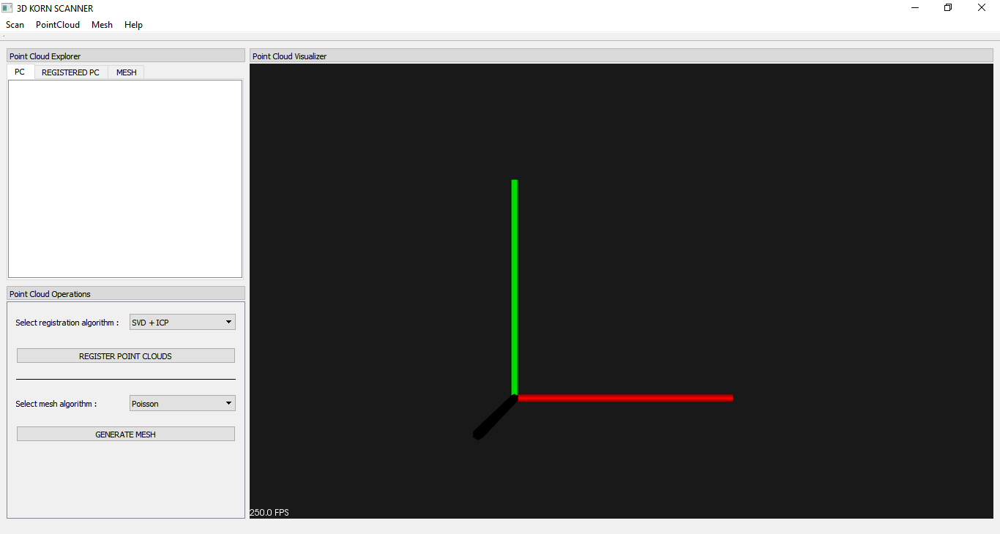 3D KORN SCANNER
Scan PointCloud Mesh Help
Point Cloud Explorer
PC REGISTERED PC MESH
Point Cloud Operations
Select registration algorithm : SVD + ICP
REGISTER POINT CLOUDS
Select mesh algorithm : Poisson
GENERATE MESH
Point Cloud Visualizer
250.0 FPS